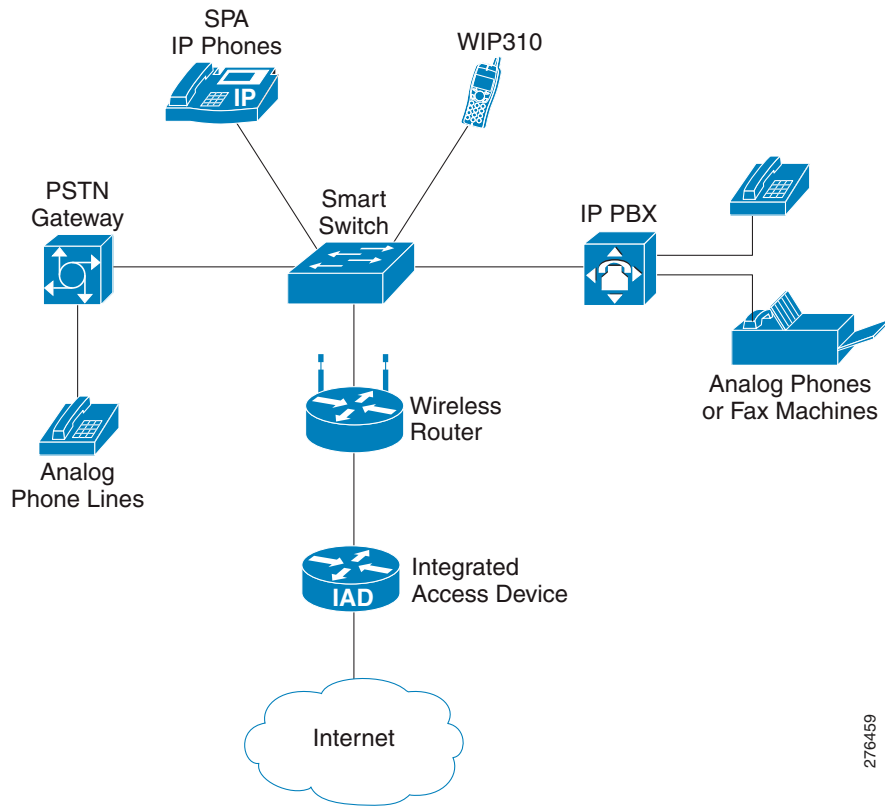 SPA
IP Phones
WIP310
IP
PSTN
Gateway
Smart
Switch
IP PBX
Wireless
Router
Analog Phones
or Fax Machines
Analog
Phone Lines
Integrated
Access Device
IAD
Internet
276459